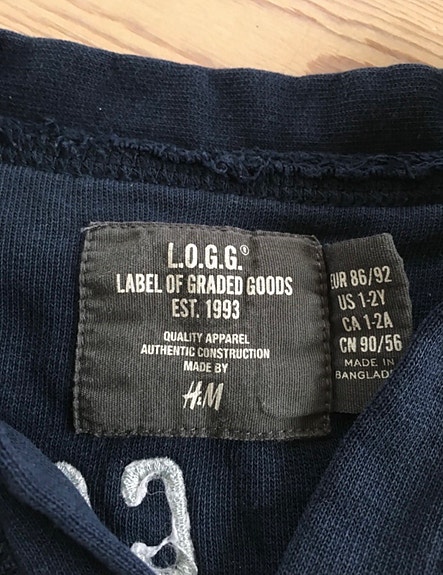 L.O.G.G.®
LABEL OF GRADED GOODS
EST. 1993
QUALITY APPAREL
AUTHENTIC CONSTRUCTION
MADE BY
H&M
EUR 86/92
US 1-2Y
CA 1-2A
CN 90/56
MADE IN